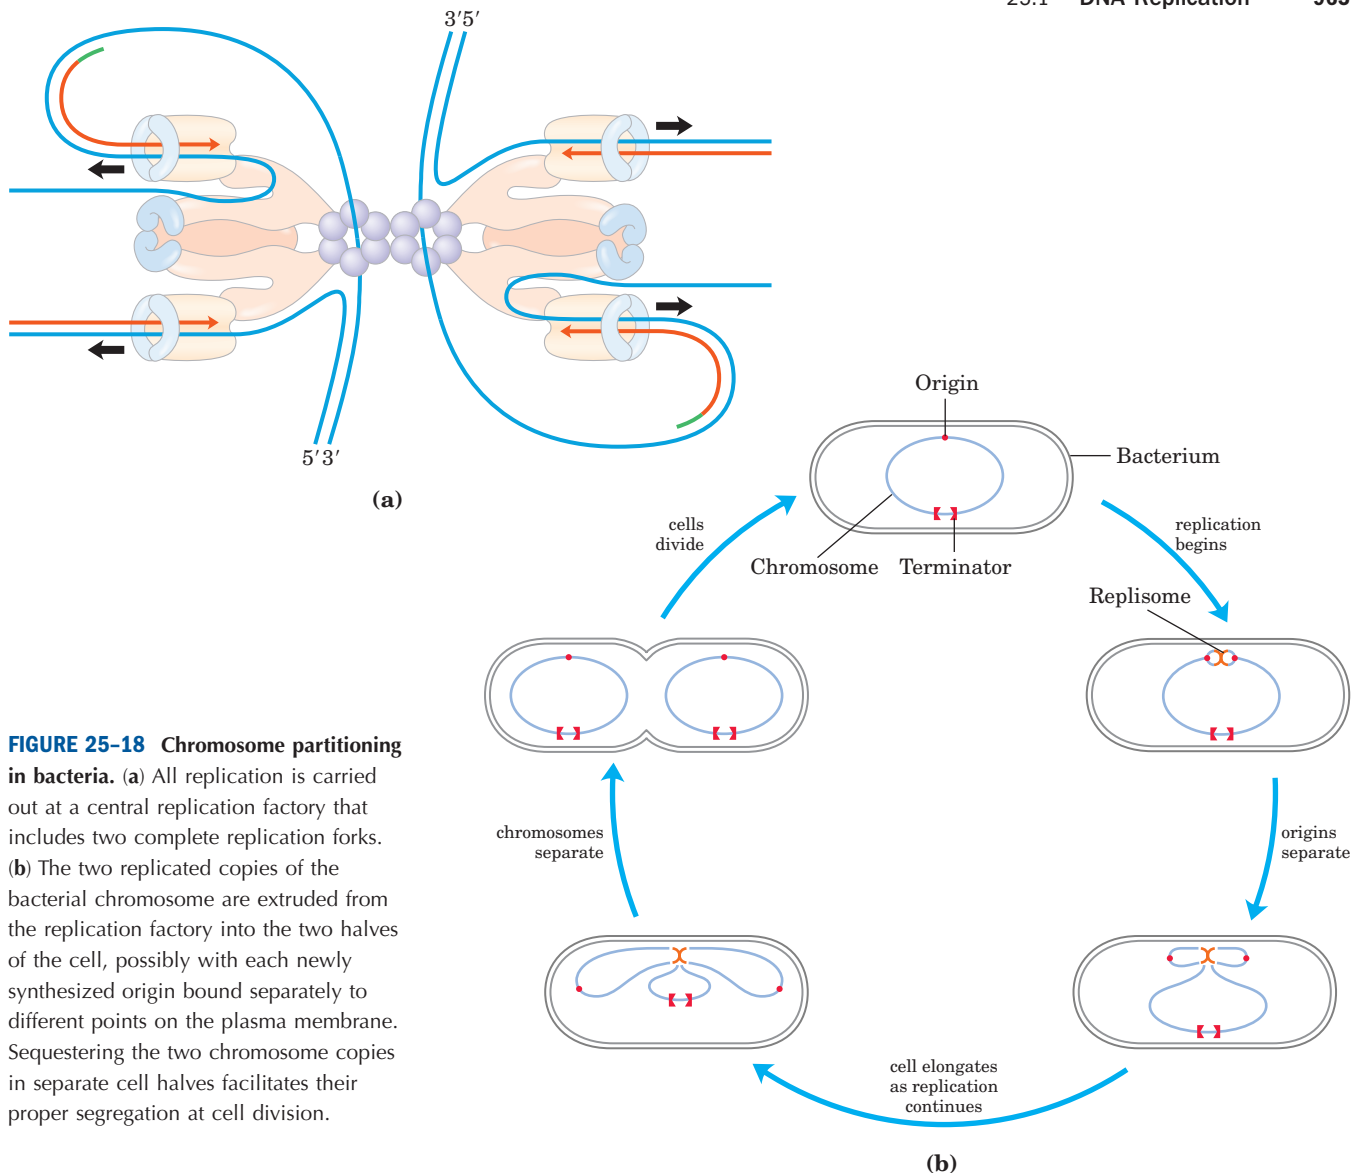 DNA Replication
3′5′
5′3′
(a)
Origin
Bacterium
cells
divide
replication
begins
Chromosome
Terminator
Replisome
FIGURE 25–18 Chromosome partitioning
in bacteria. (a) All replication is carried
out at a central replication factory that
includes two complete replication forks.
(b) The two replicated copies of the
bacterial chromosome are extruded from
the replication factory into the two halves
of the cell, possibly with each newly
synthesized origin bound separately to
different points on the plasma membrane.
Sequestering the two chromosome copies
in separate cell halves facilitates their
proper segregation at cell division.
chromosomes
separate
origins
separate
cell elongates
as replication
continues
(b)